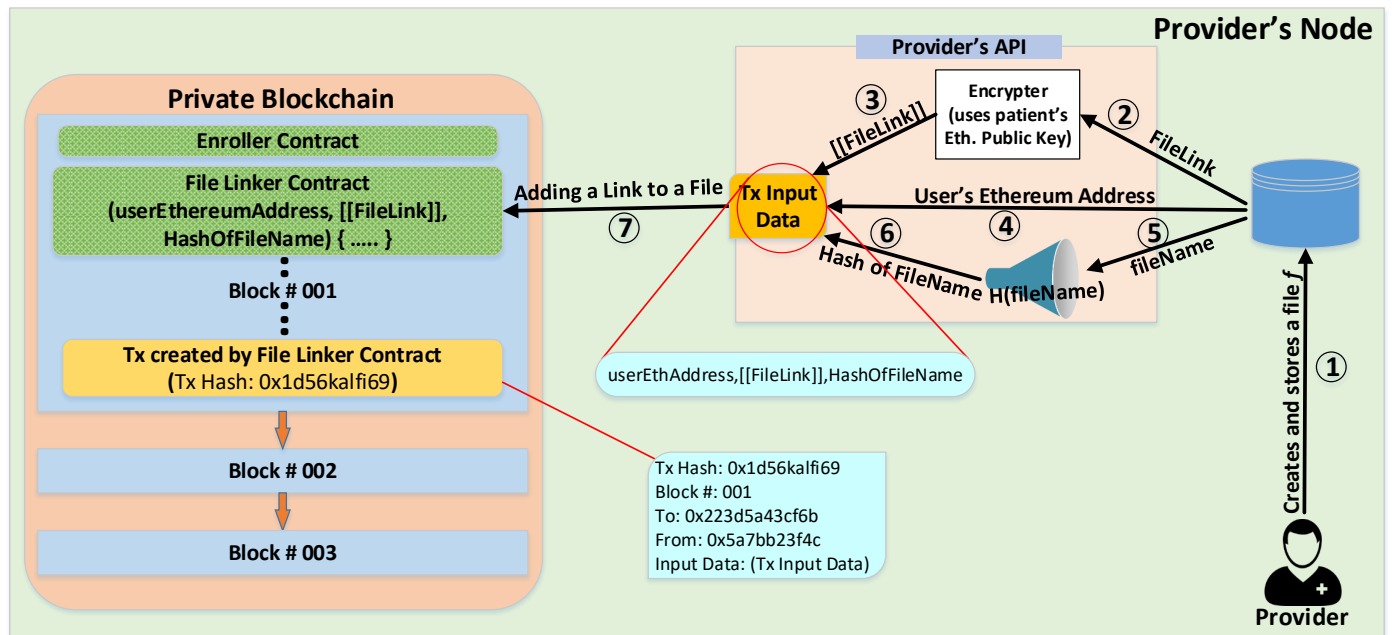 Provider’s Node
Provider’s API
Private Blockchain
Enroller Contract
File Linker Contract
(userEthereumAddress, [[FileLink]],
HashOfFileName) { ….. }
Block # 001
Tx created by File Linker Contract
(Tx Hash: 0x1d56kalfi69)
Block # 002
Block # 003
Adding a Link to a File
7
Tx Input
Data
3
[[FileLink]]
Encrypter
(uses patient’s
Eth. Public Key)
2
FileLink
User’s Ethereum Address
4
5
fileName
6
Hash of FileName
H(fileName)
userEthAddress,[[FileLink]],HashOfFileName
Tx Hash: 0x1d56kalfi69
Block #: 001
To: 0x223d5a43cf6b
From: 0x5a7bb23f4c
Input Data: (Tx Input Data)
Creates and stores a file ƒ
1
Provider